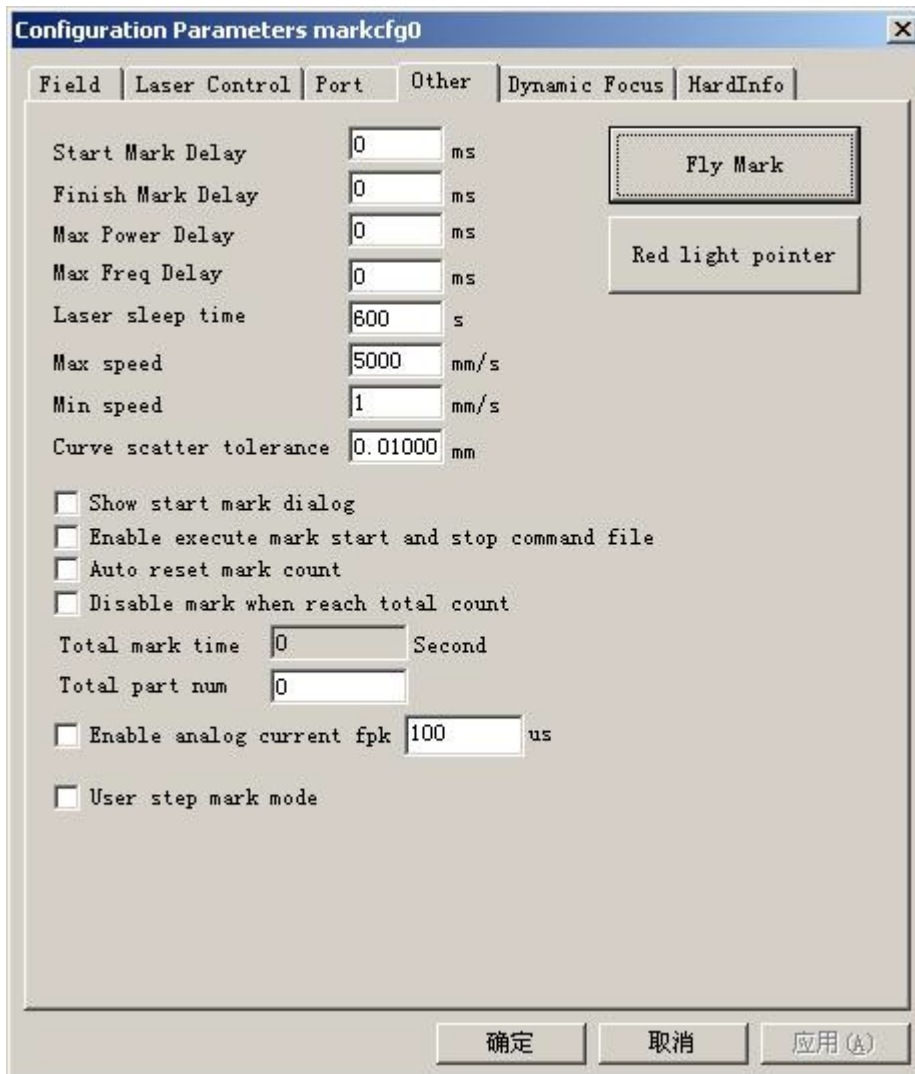 Configuration Parameters markcfg0
Field Laser Control Port Other Dynamic Focus HardInfo
Start Mark Delay 0 ms
Finish Mark Delay 0 ms
Max Power Delay 0 ms
Max Freq Delay 0 ms
Laser sleep time 600 s
Max speed 5000 mm/s
Min speed 1 mm/s
Curve scatter tolerance 0.01000 mm
Fly Mark
Red light pointer
Show start mark dialog
Enable execute mark start and stop command file
Auto reset mark count
Disable mark when reach total count
Total mark time 0 Second
Total part num 0
Enable analog current fpk 100 us
User step mark mode
确定 取消 应用(A)